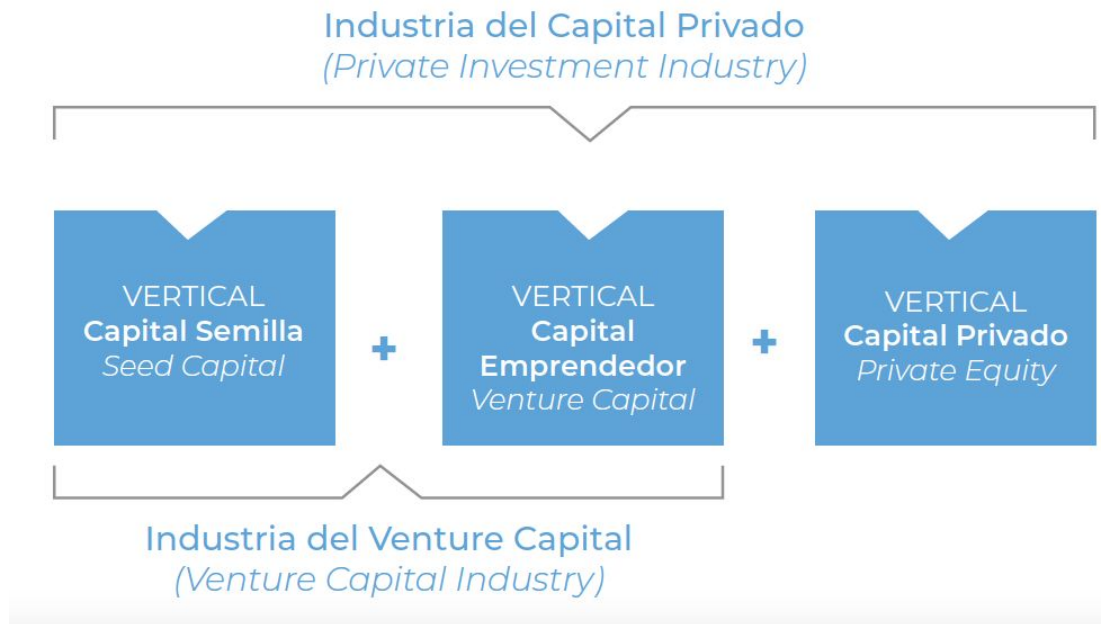 Industria del Capital Privado
(Private Investment Industry)
VERTICAL
Capital Semilla
Seed Capital
+
VERTICAL
Capital
Emprendedor
Venture Capital
+
VERTICAL
Capital Privado
Private Equity
Industria del Venture Capital
(Venture Capital Industry)